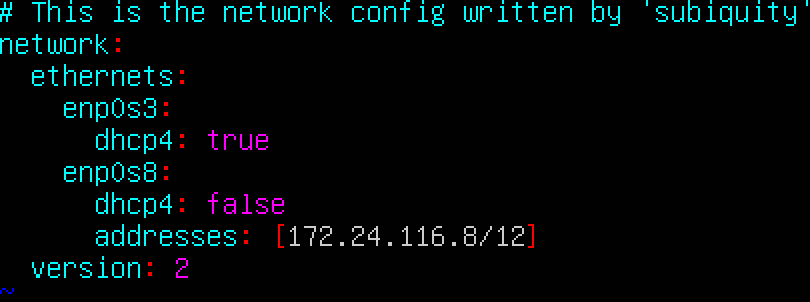 # This is the network config written by 'subiquity'
network:
  ethernets:
    enp0s3:
      dhcp4: true
    enp0s8:
      dhcp4: false
      addresses: [172.24.116.8/12]
  version: 2
~